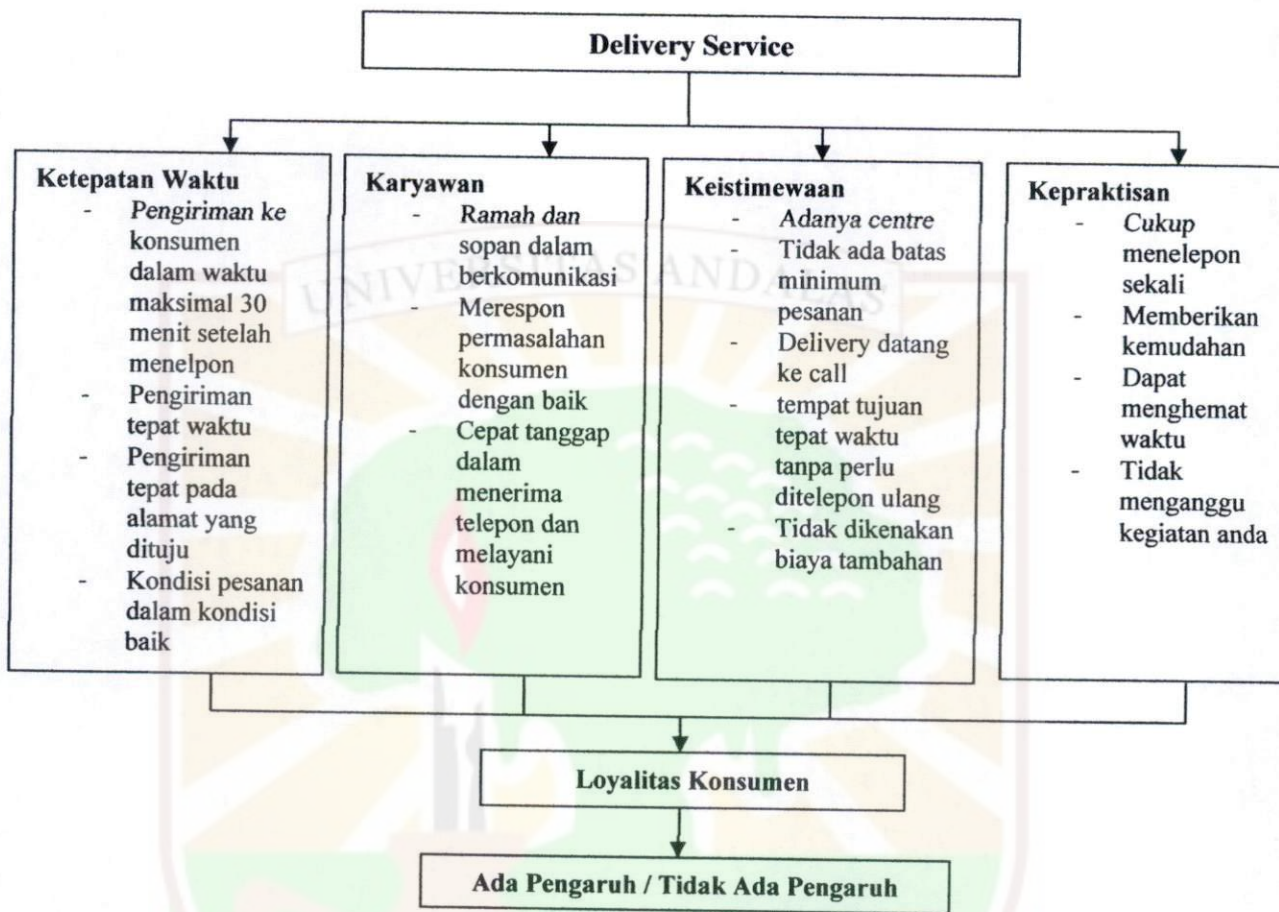 Delivery Service
Ketepatan Waktu
- Pengiriman ke
konsumen
dalam waktu
maksimal 30
menit setelah
menelpon
- Pengiriman
tepat waktu
- Pengiriman
tepat pada
alamat yang
dituju
- Kondisi pesanan
dalam kondisi
baik
Karyawan
- Ramah dan
sopan dalam
berkomunikasi
- Merespon
permasalahan
konsumen
dengan baik
- Cepat tanggap
dalam
menerima
telepon dan
melayani
konsumen
Keistimewaan
- Adanya centre
- Tidak ada batas
minimum
pesanan
- Delivery datang
ke call
- tempat tujuan
tepat waktu
tanpa perlu
ditelepon ulang
- Tidak dikenakan
biaya tambahan
Kepraktisan
- Cukup
menelepon
sekali
- Memberikan
kemudahan
- Dapat
menghemat
waktu
- Tidak
menganggu
kegiatan anda
UNIVERSITAS ANDALAS
Loyalitas Konsumen
Ada Pengaruh / Tidak Ada Pengaruh